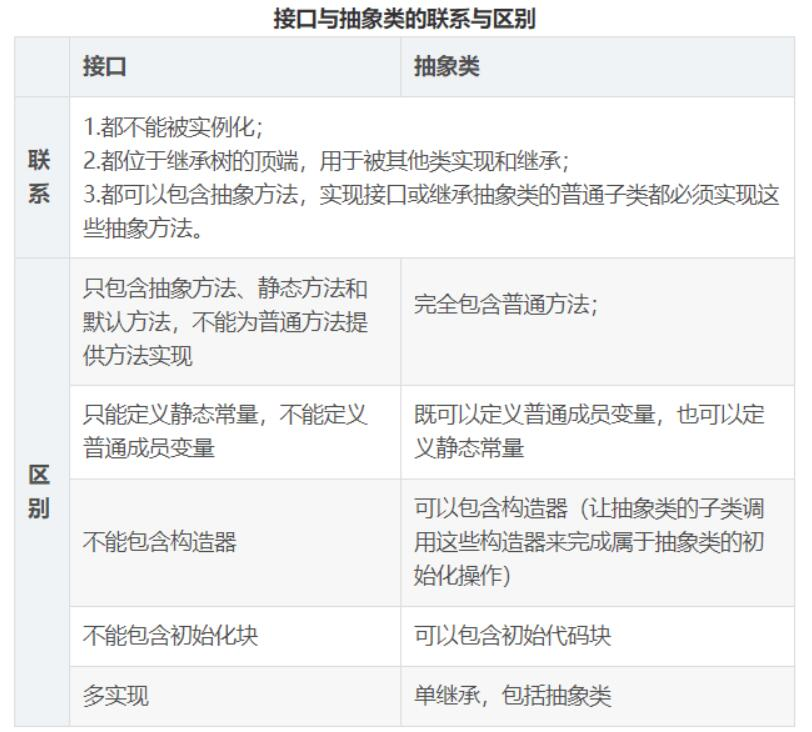 接口与抽象类的联系与区别
接口
抽象类
联
系
1.都不能被实例化；
2.都位于继承树的顶端，用于被其他类实现和继承；
3.都可以包含抽象方法，实现接口或继承抽象类的普通子类都必须实现这
些抽象方法。
区
别
只包含抽象方法、静态方法和
默认方法，不能为普通方法提
供方法实现
完全包含普通方法；
只能定义静态常量，不能定义
普通成员变量
既可以定义普通成员变量，也可以定
义静态常量
不能包含构造器
可以包含构造器（让抽象类的子类调
用这些构造器来完成属于抽象类的初
始化操作）
不能包含初始化块
可以包含初始代码块
多实现
单继承，包括抽象类